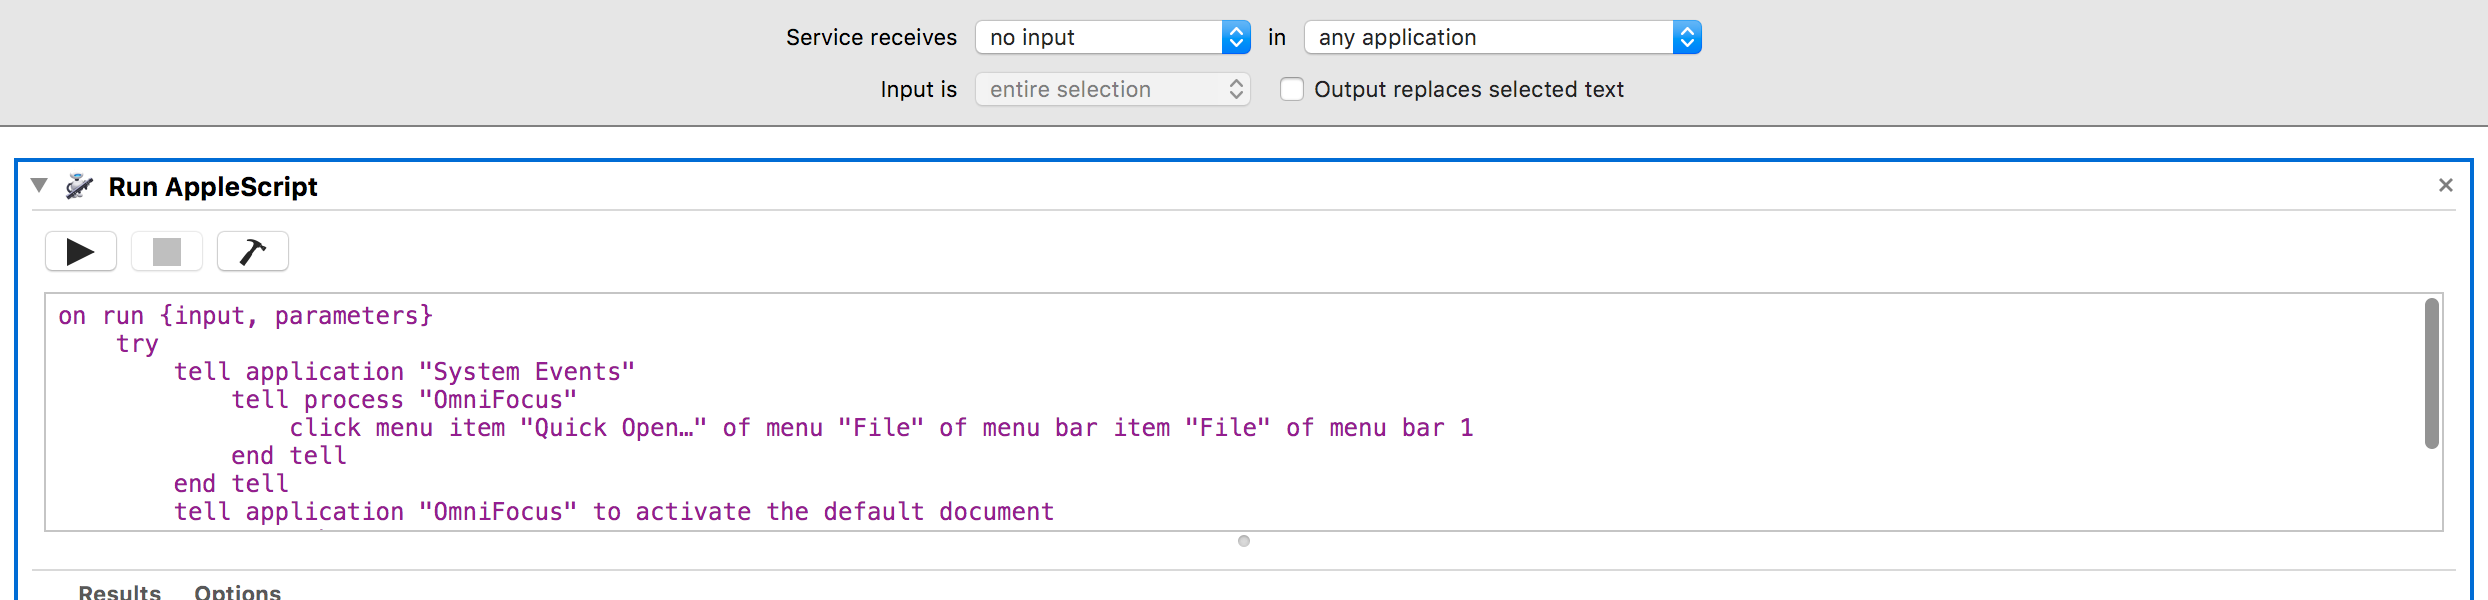 Service receives no input in any application
Input is entire selection Output replaces selected text
Run AppleScript
on run {input, parameters}
try
tell application "System Events"
tell process "OmniFocus"
click menu item "Quick Open…" of menu "File" of menu bar item "File" of menu bar 1
end tell
end tell
tell application "OmniFocus" to activate the default document
Results Options